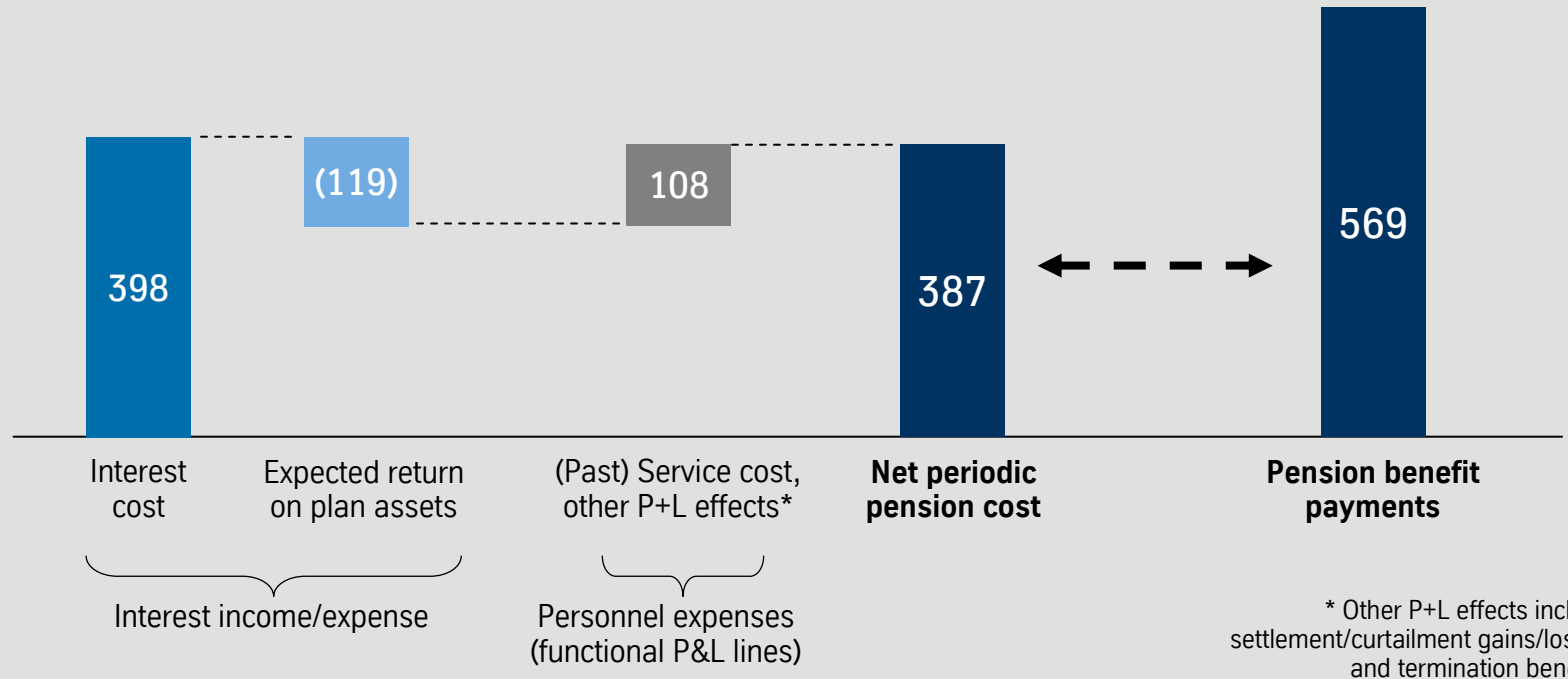 398
(119)
108
387
569
Interest
cost
Expected return
on plan assets
(Past) Service cost,
other P+L effects*
Net periodic
pension cost
Pension benefit
payments
Interest income/expense
Personnel expenses
(functional P&L lines)
* Other P+L effects
settlement/curtailment
and termination